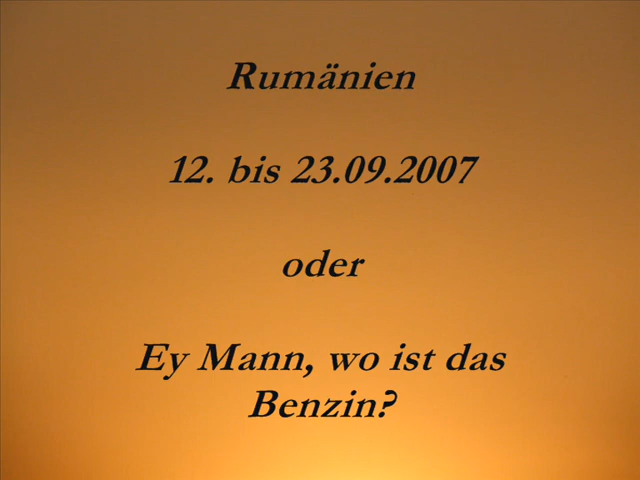 Rumänien
12. bis 23.09.2007
oder
Ey Mann, wo ist das
Benzin?